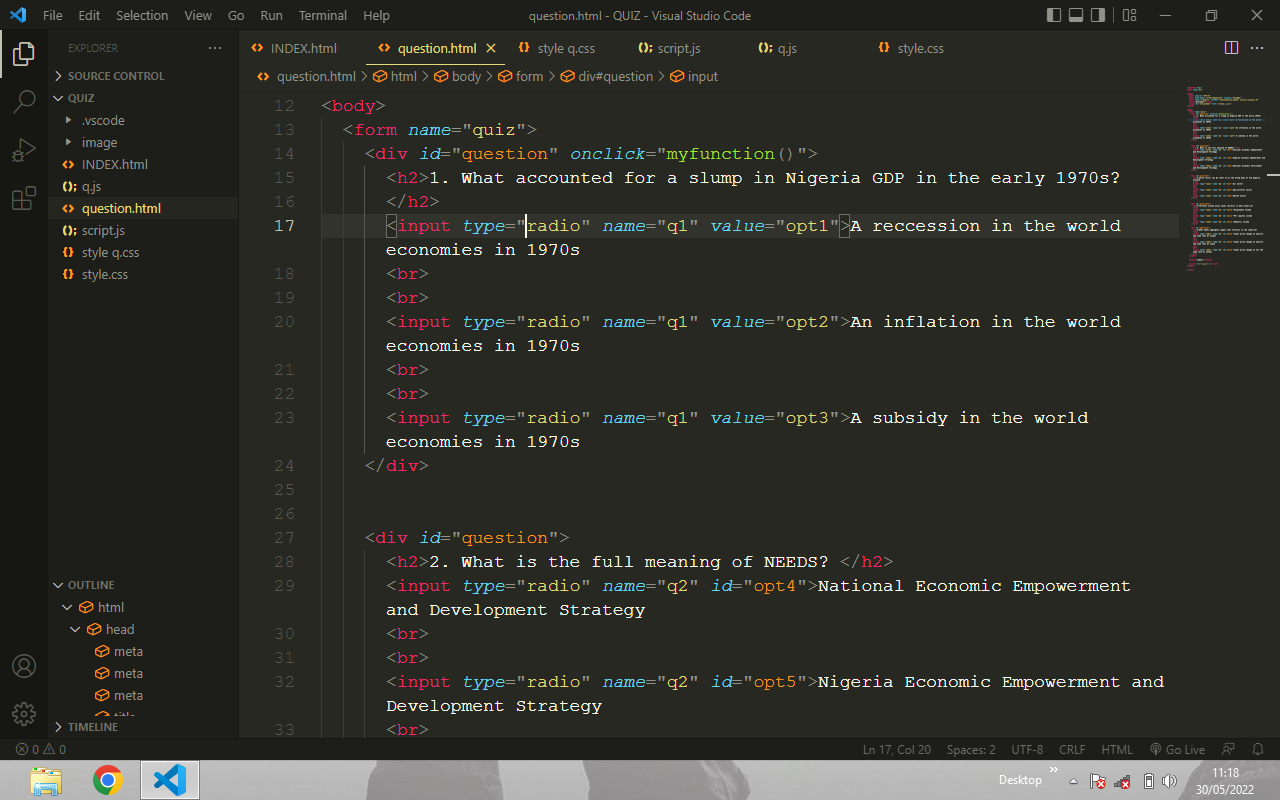 File Edit Selection View Go Run Terminal Help question.html - QUIZ - Visual Studio Code
EXPLORER
SOURCE CONTROL
QUIZ
.vscode
image
INDEX.html
q.js
question.html
script.js
style q.css
style.css
OUTLINE
html
head
meta
meta
meta
title
TIMELINE
INDEX.html question.html style q.css script.js q.js style.css
question.html > html > body > form > div#question > input
12 <body>
13 <form name="quiz">
14 <div id="question" onclick="myfunction()">
15 <h2>1. What accounted for a slump in Nigeria GDP in the early 1970s?
16 </h2>
17 <input type="radio" name="q1" value="opt1">A reccession in the world
economies in 1970s
18 <br>
19 <br>
20 <input type="radio" name="q1" value="opt2">An inflation in the world
economies in 1970s
21 <br>
22 <br>
23 <input type="radio" name="q1" value="opt3">A subsidy in the world
economies in 1970s
24 </div>
25
26
27 <div id="question">
28 <h2>2. What is the full meaning of NEEDS? </h2>
29 <input type="radio" name="q2" id="opt4">National Economic Empowerment
and Development Strategy
30 <br>
31 <br>
32 <input type="radio" name="q2" id="opt5">Nigeria Economic Empowerment and
Development Strategy
33 <br>
0 0 Ln 17, Col 20 Spaces: 2 UTF-8 CRLF HTML Go Live
Desktop
11:18
30/05/2022